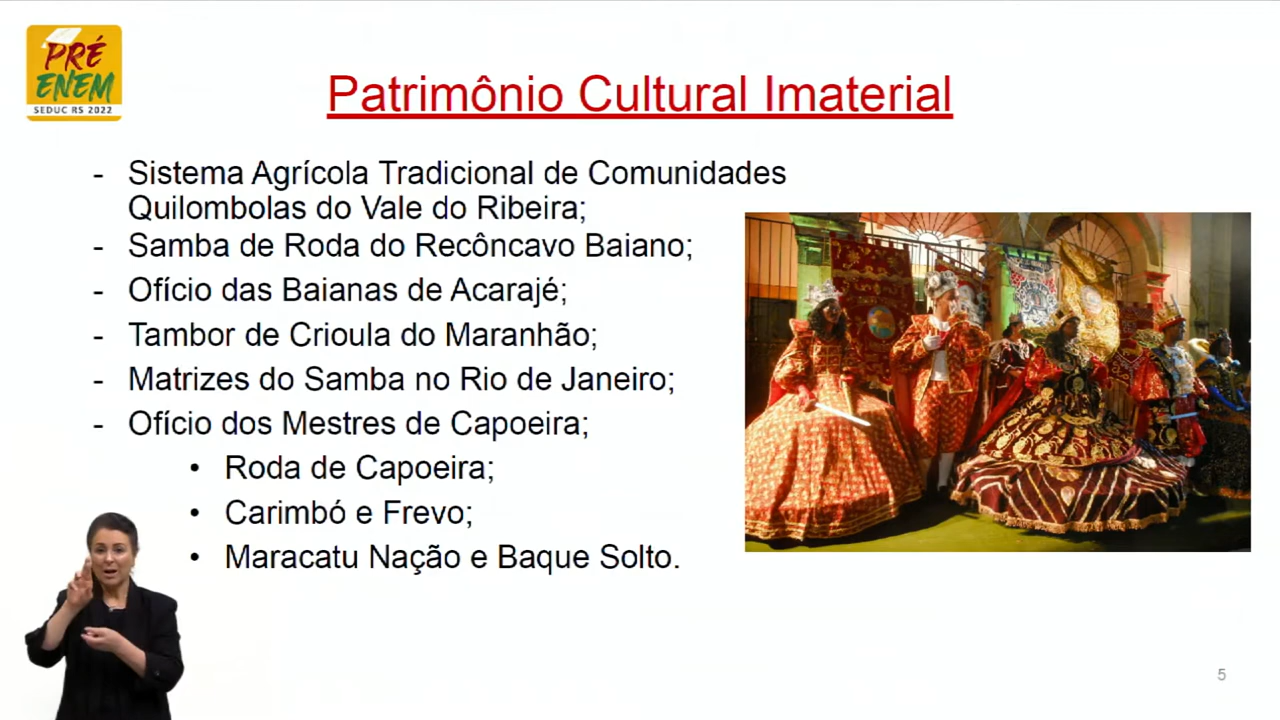 PRÉ
ENEM
SEDUC RS 2022
Patrimônio Cultural Imaterial
- Sistema Agrícola Tradicional de Comunidades
Quilombolas do Vale do Ribeira;
- Samba de Roda do Recôncavo Baiano;
- Ofício das Baianas de Acarajé;
- Tambor de Crioula do Maranhão;
- Matrizes do Samba no Rio de Janeiro;
- Ofício dos Mestres de Capoeira;
• Roda de Capoeira;
• Carimbó e Frevo;
• Maracatu Nação e Baque Solto.
5